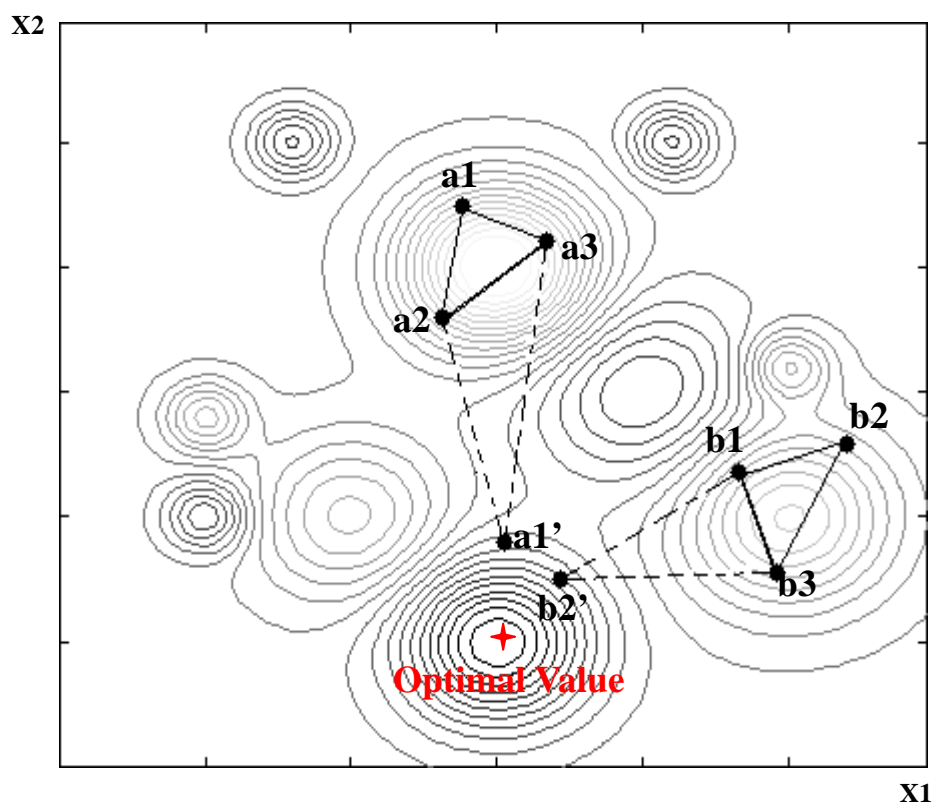 X2
a1
a3
a2
b2
b1
a1’
b3
b2’
Optimal Value
X1